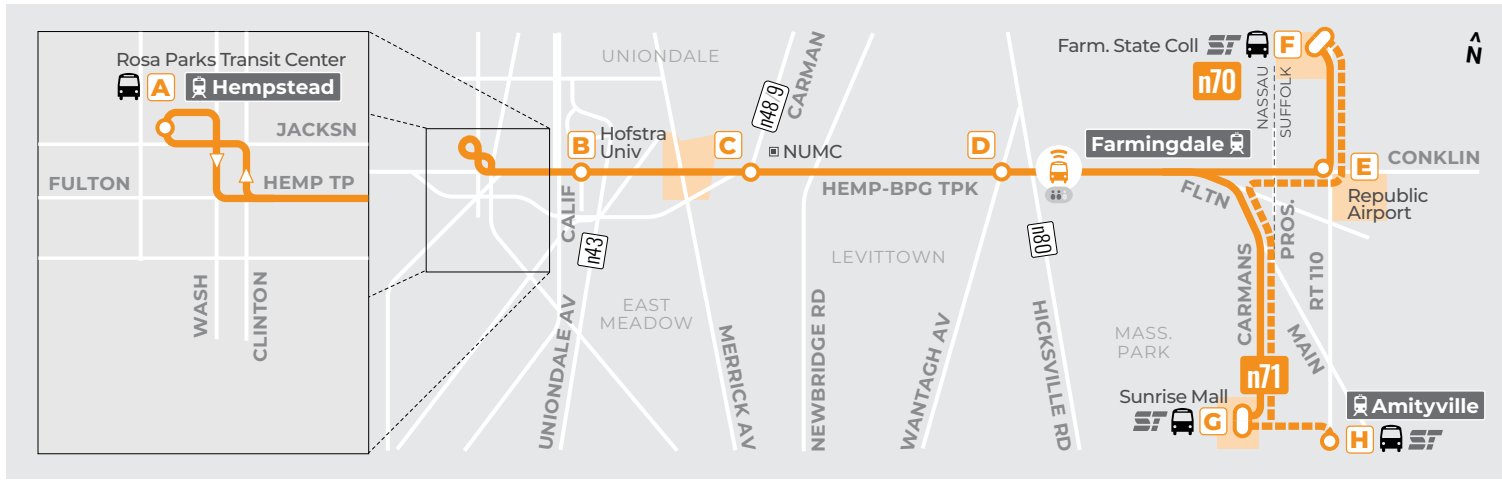 Rosa Parks Transit Center
A
Hempstead
JACKSN
FULTON
HEMP TP
WASH
CLINTON
UNIONDALE
CARMAN
n48/9
B
Hofstra
Univ
C
NUMC
D
HEMP-BPG TPK
CALIF
n43
UNIONDALE AV
EAST
MEADOW
MERRICK AV
NEWBRIDGE RD
LEVITTOWN
WANTAGH AV
n80
HICKSVILLE RD
MASS.
PARK
Farm. State Coll
ST
F
n70
NASSAU
SUFFOLK
N
Farmingdale
E
CONKLIN
Republic
Airport
FLTN
CARMANS
PROS.
RT 110
MAIN
n71
Sunrise Mall
ST
G
Amityville
H
ST